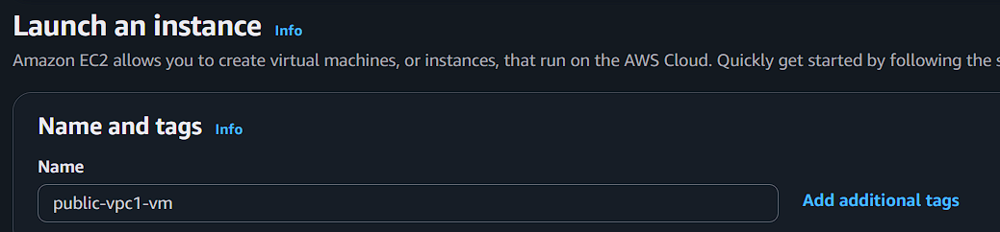 Launch an instance Info
Amazon EC2 allows you to create virtual machines, or instances, that run on the AWS Cloud. Quickly get started by following the
Name and tags Info
Name
public-vpc1-vm Add additional tags